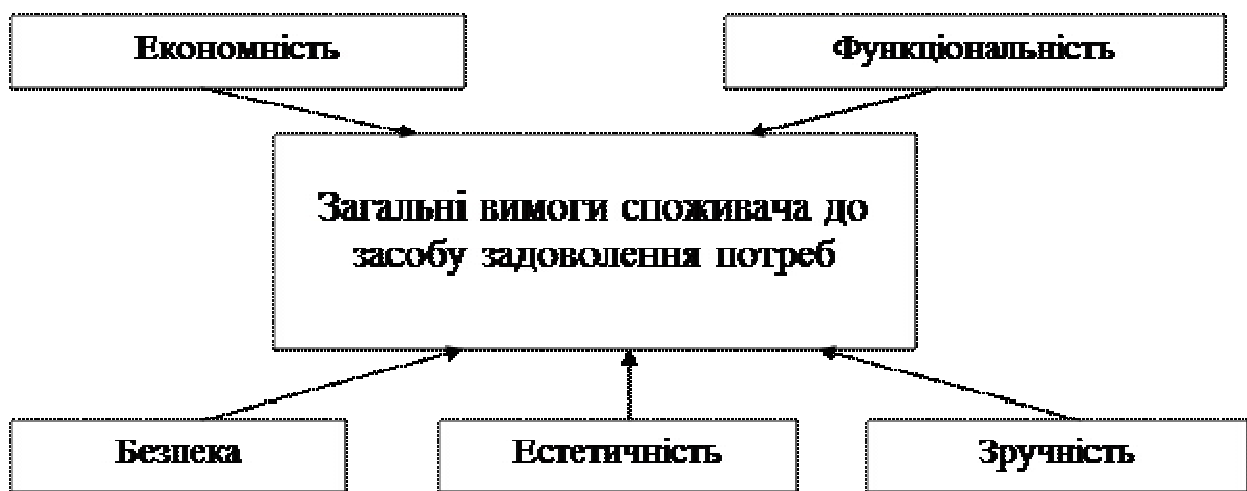 Економність
Функціональність
Загальні вимоги споживача до
засобу задоволення потреб
Безпека
Естетичність
Зручність